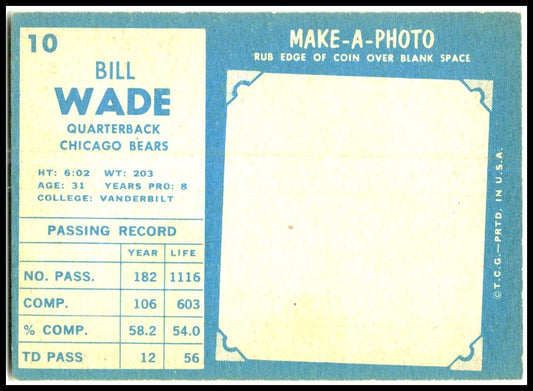 10
BILL
WADE
QUARTERBACK
CHICAGO BEARS
HT: 6:02 WT: 203
AGE: 31 YEARS PRO: 8
COLLEGE: VANDERBILT
PASSING RECORD
YEAR LIFE
NO. PASS. 182 1116
COMP. 106 603
% COMP. 58.2 54.0
TD PASS 12 56
MAKE-A-PHOTO
RUB EDGE OF COIN OVER BLANK SPACE
©T.C.G.—PRTD. IN U.S.A.